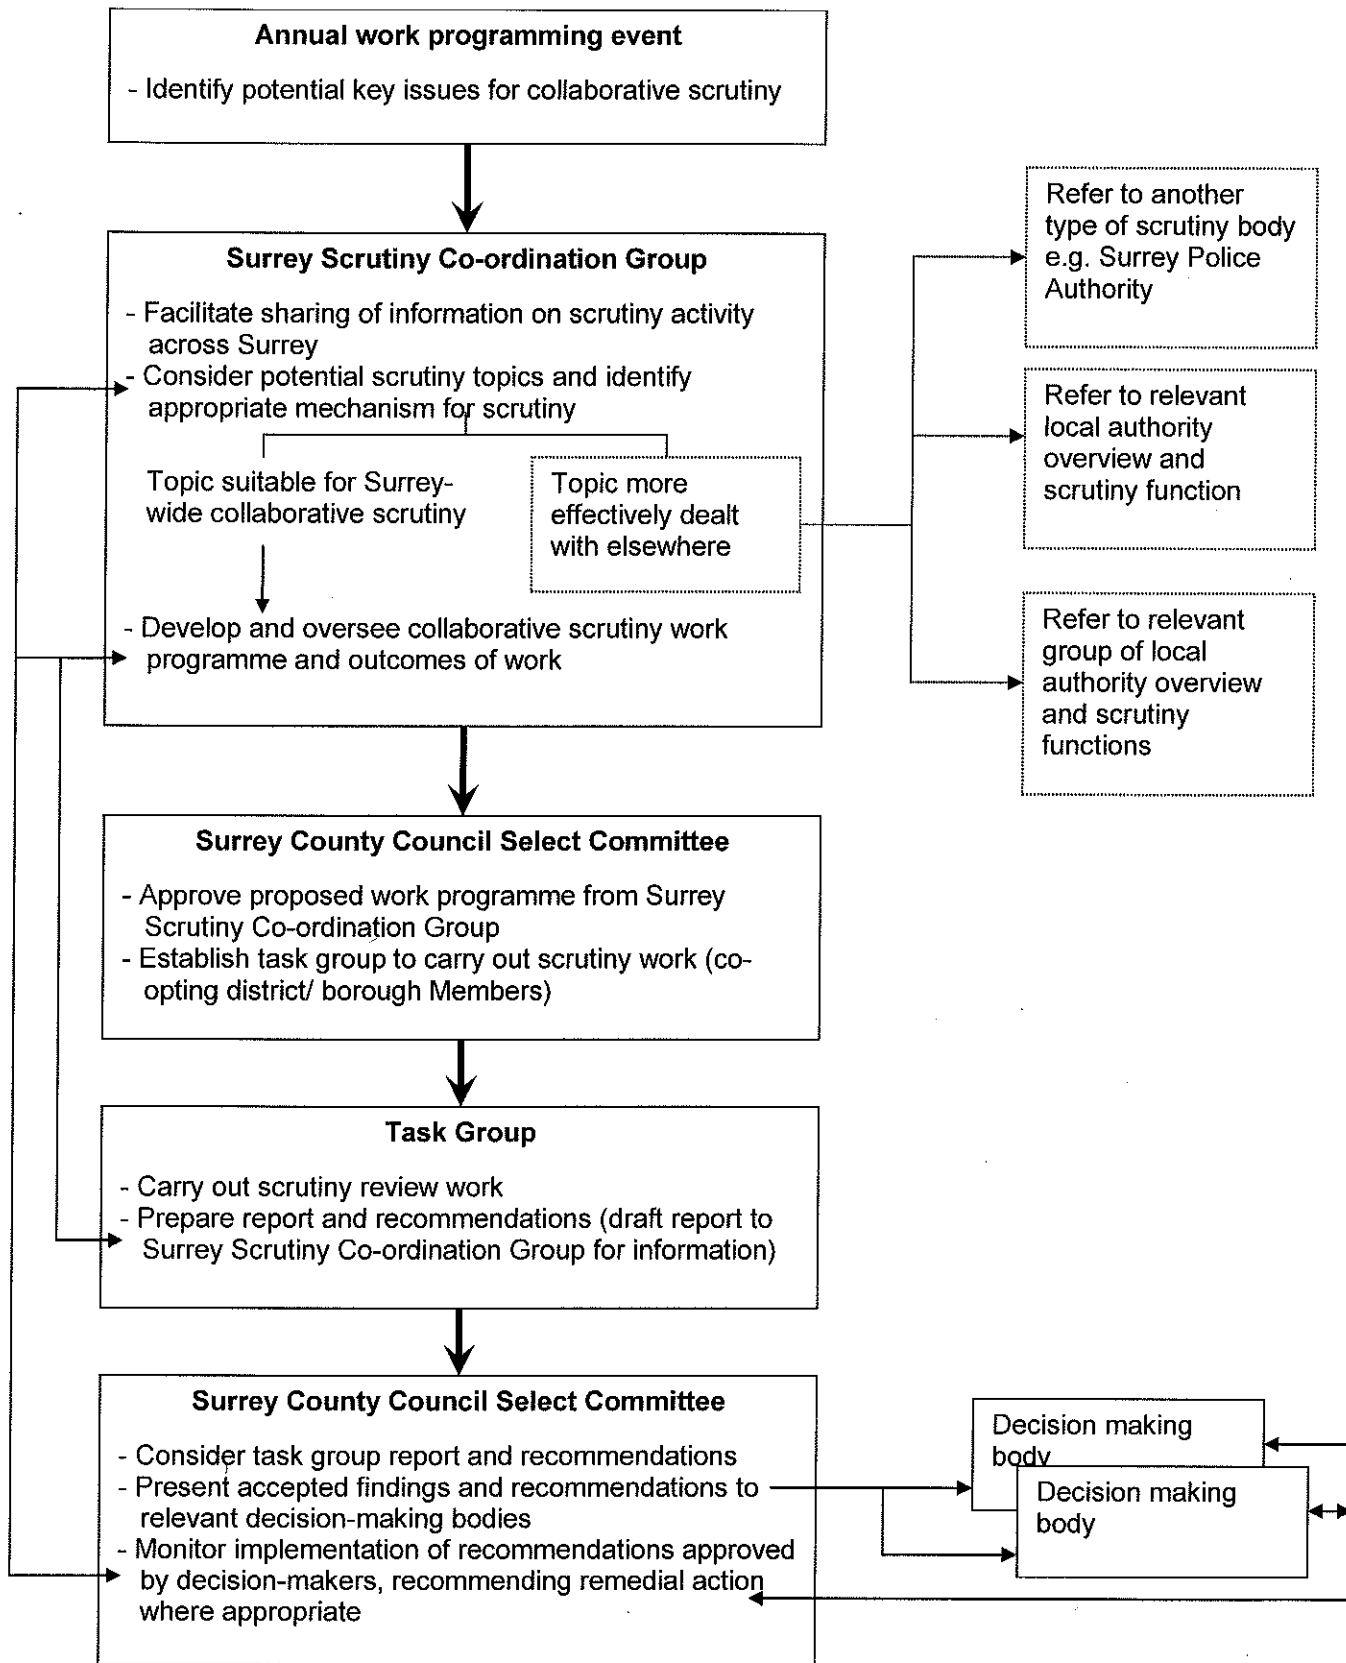 Annual work programming event
- Identify potential key issues for collaborative scrutiny
Surrey Scrutiny Co-ordination Group
- Facilitate sharing of information on scrutiny activity
across Surrey
- Consider potential scrutiny topics and identify
appropriate mechanism for scrutiny
Topic suitable for Surrey-
wide collaborative scrutiny
Topic more
effectively dealt
with elsewhere
- Develop and oversee collaborative scrutiny work
programme and outcomes of work
Refer to another
type of scrutiny body
e.g. Surrey Police
Authority
Refer to relevant
local authority
overview and
scrutiny function
Refer to relevant
group of local
authority overview
and scrutiny
functions
Surrey County Council Select Committee
- Approve proposed work programme from Surrey
Scrutiny Co-ordination Group
- Establish task group to carry out scrutiny work (co-
opting district/ borough Members)
Task Group
- Carry out scrutiny review work
- Prepare report and recommendations (draft report to
Surrey Scrutiny Co-ordination Group for information)
Surrey County Council Select Committee
- Consider task group report and recommendations
- Present accepted findings and recommendations to
relevant decision-making bodies
- Monitor implementation of recommendations approved
by decision-makers, recommending remedial action
where appropriate
Decision making
body
Decision making
body